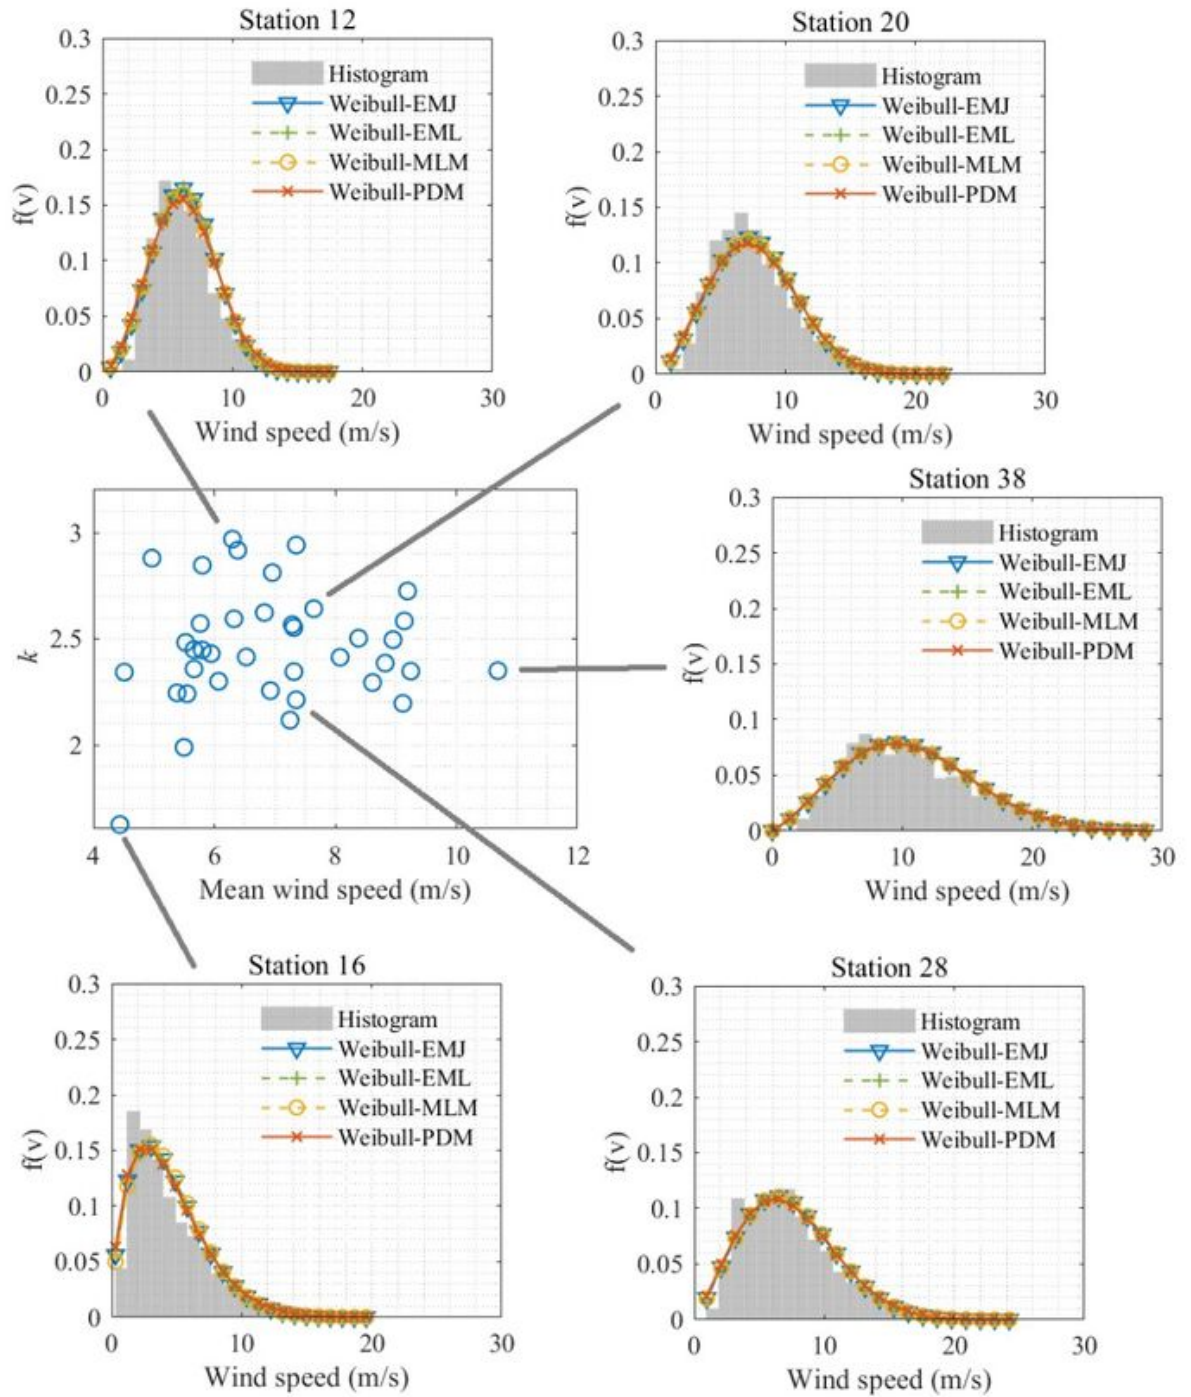 Station 12
0.3
0.25
0.2
0.15
0.1
0.05
0
f(v)
Histogram
Weibull-EMJ
Weibull-EML
Weibull-MLM
Weibull-PDM
0 10 20 30
Wind speed (m/s)
Station 20
0.3
0.25
0.2
0.15
0.1
0.05
0
f(v)
Histogram
Weibull-EMJ
Weibull-EML
Weibull-MLM
Weibull-PDM
0 10 20 30
Wind speed (m/s)
3
2.5
2
k
4 6 8 10 12
Mean wind speed (m/s)
Station 38
0.3
0.25
0.2
0.15
0.1
0.05
0
f(v)
Histogram
Weibull-EMJ
Weibull-EML
Weibull-MLM
Weibull-PDM
0 10 20 30
Wind speed (m/s)
Station 16
0.3
0.25
0.2
0.15
0.1
0.05
0
f(v)
Histogram
Weibull-EMJ
Weibull-EML
Weibull-MLM
Weibull-PDM
0 10 20 30
Wind speed (m/s)
Station 28
0.3
0.25
0.2
0.15
0.1
0.05
0
f(v)
Histogram
Weibull-EMJ
Weibull-EML
Weibull-MLM
Weibull-PDM
0 10 20 30
Wind speed (m/s)